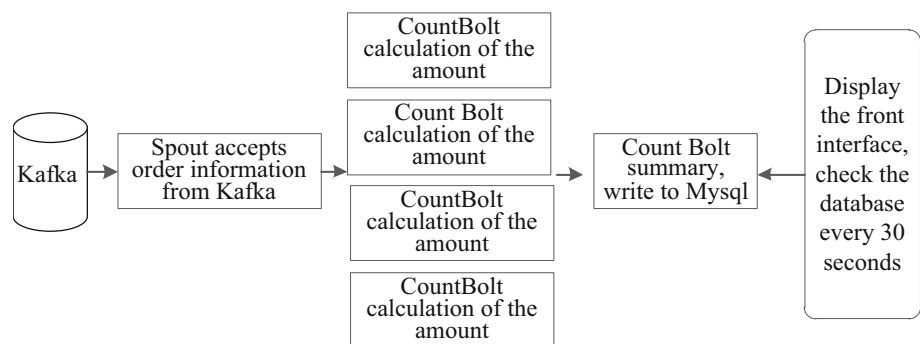 Kafka
Spout accepts
order information
from Kafka
CountBolt
calculation of the
amount
Count Bolt
calculation of the
amount
CountBolt
calculation of the
amount
CountBolt
calculation of the
amount
Count Bolt
summary,
write to Mysql
Display
the front
interface,
check the
database
every 30
seconds